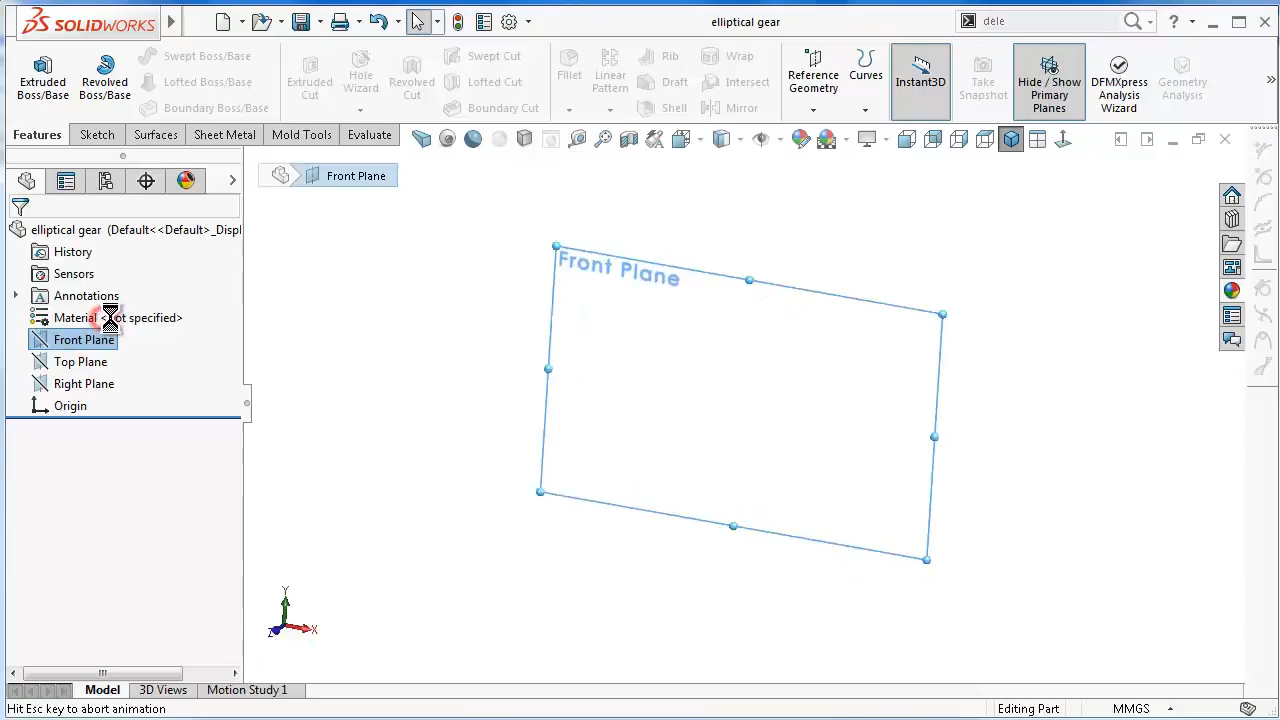 SOLIDWORKS
elliptical gear
dele
Extruded Boss/Base
Revolved Boss/Base
Swept Boss/Base
Lofted Boss/Base
Boundary Boss/Base
Extruded Cut
Hole Wizard
Revolved Cut
Swept Cut
Lofted Cut
Boundary Cut
Fillet
Linear Pattern
Rib
Draft
Shell
Wrap
Intersect
Mirror
Reference Geometry
Curves
Instant3D
Take Snapshot
Hide / Show Primary Planes
DFMXpress Analysis Wizard
Geometry Analysis
Features
Sketch
Surfaces
Sheet Metal
Mold Tools
Evaluate
Front Plane
elliptical gear (Default<<Default>_Displ
History
Sensors
Annotations
Material <not specified>
Front Plane
Top Plane
Right Plane
Origin
Front Plane
Y
X
Z
Model
3D Views
Motion Study 1
Hit Esc key to abort animation
Editing Part
MMGS